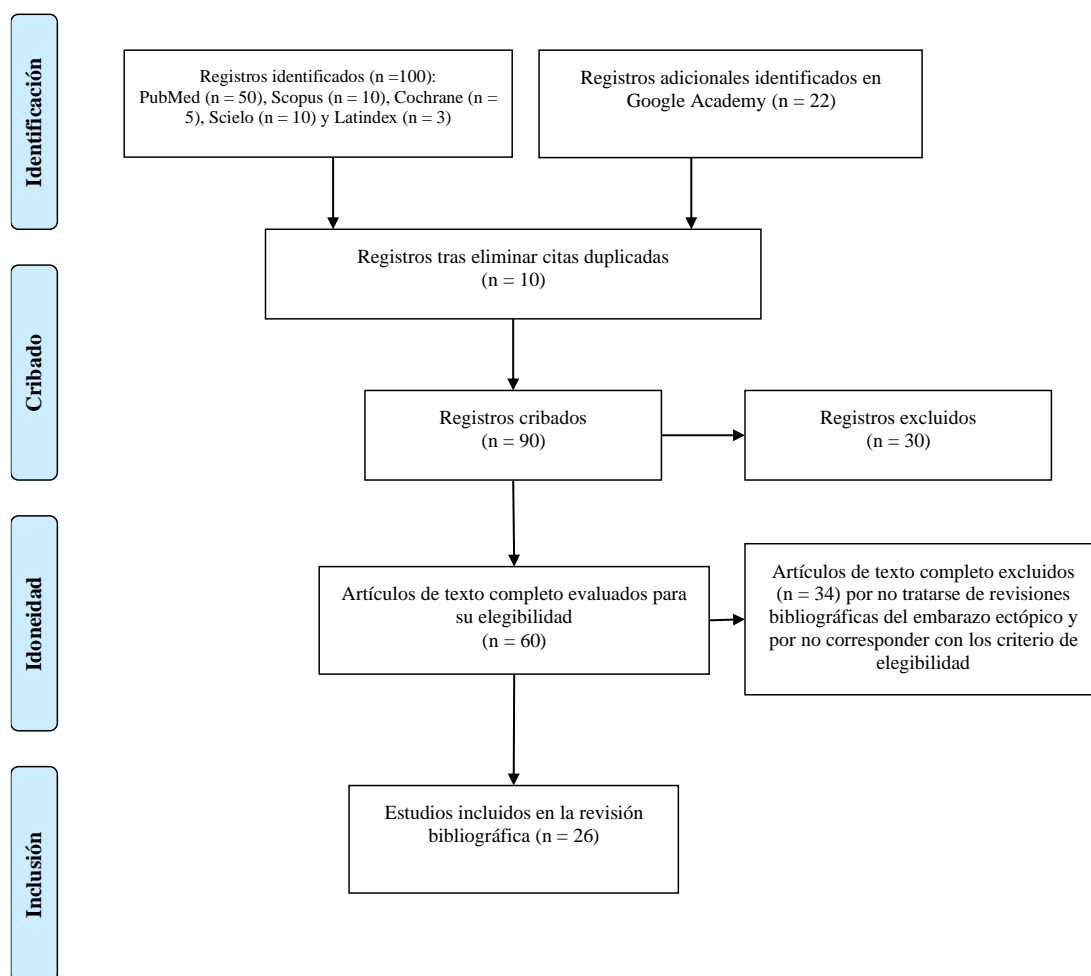 Identificación
Registros identificados (n =100):
PubMed (n = 50), Scopus (n = 10), Cochrane (n =
5), Scielo (n = 10) y Latindex (n = 3)
Registros adicionales identificados en
Google Academy (n = 22)
Registros tras eliminar citas duplicadas
(n = 10)
Cribado
Registros cribados
(n = 90)
Registros excluidos
(n = 30)
Idoneidad
Artículos de texto completo evaluados para
su elegibilidad
(n = 60)
Artículos de texto completo excluidos
(n = 34) por no tratarse de revisiones
bibliográficas del embarazo ectópico y
por no corresponder con los criterio de
elegibilidad
Inclusión
Estudios incluidos en la revisión
bibliográfica (n = 26)